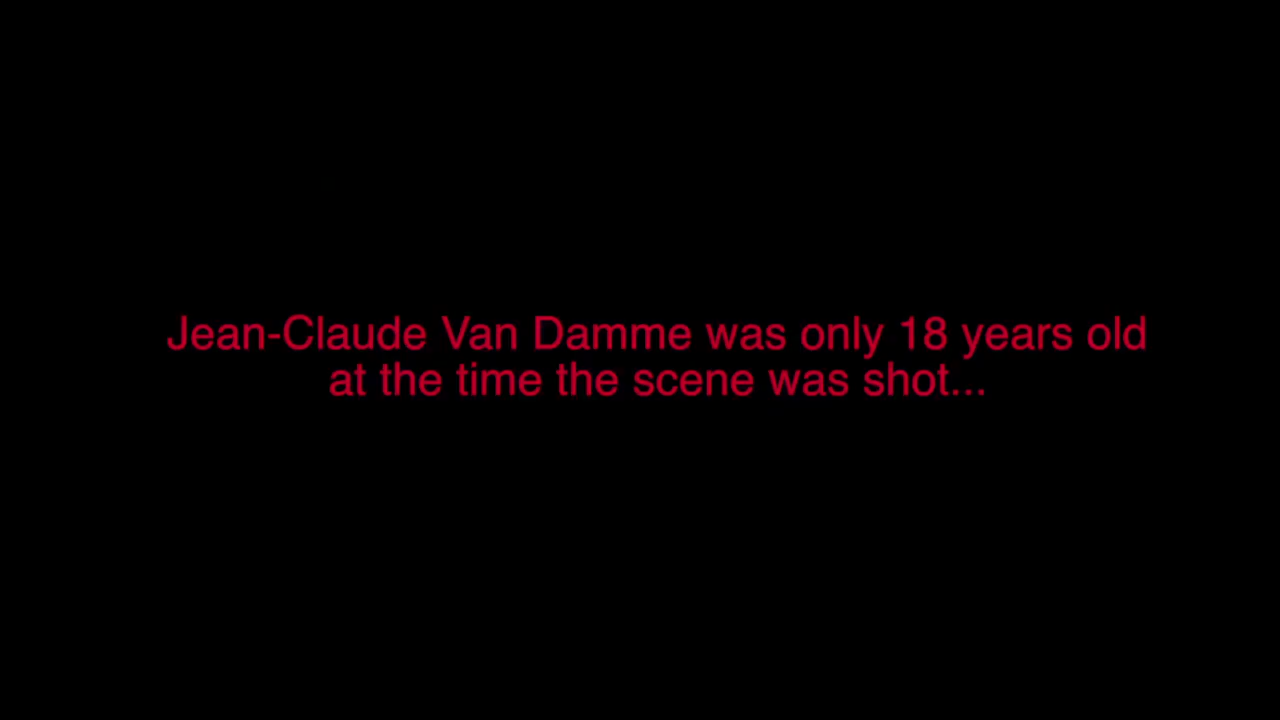 Jean-Claude Van Damme was only 18 years old
at the time the scene was shot...